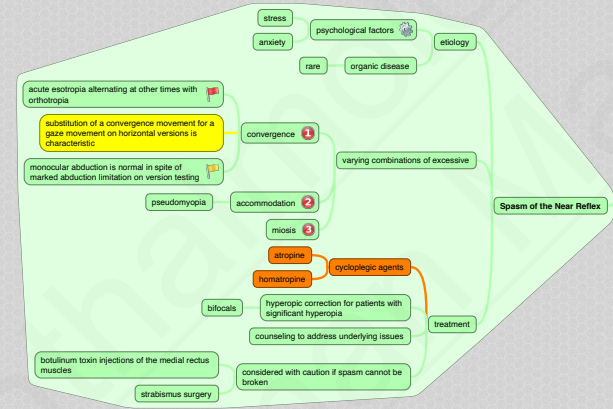 stress
anxiety
psychological factors
etiology
rare
organic disease
acute esotropia alternating at other times with
orthotropia
substitution of a convergence movement for a
gaze movement on horizontal versions is
characteristic
monocular abduction is normal in spite of
marked abduction limitation on version testing
convergence 1
varying combinations of excessive
pseudomyopia
accommodation 2
miosis 3
Spasm of the Near Reflex
atropine
homatropine
cycloplegic agents
bifocals
hyperopic correction for patients with
significant hyperopia
treatment
counseling to address underlying issues
botulinum toxin injections of the medial rectus
muscles
strabismus surgery
considered with caution if spasm cannot be
broken